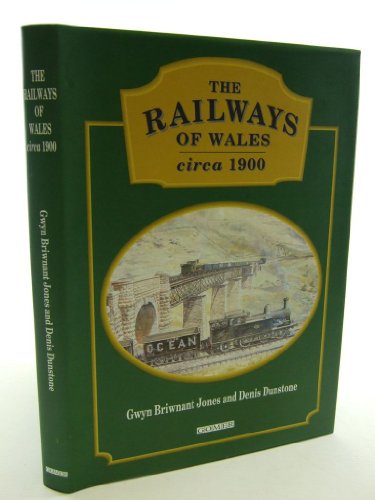 THE
RAILWAYS
OF
WALES
circa 1900
Gwyn Briwnant Jones and Denis Dunstone
GOMER
THE
RAILWAYS
OF WALES
circa 1900
OCEAN
Gwyn Briwnant Jones and Denis Dunstone
GOMER